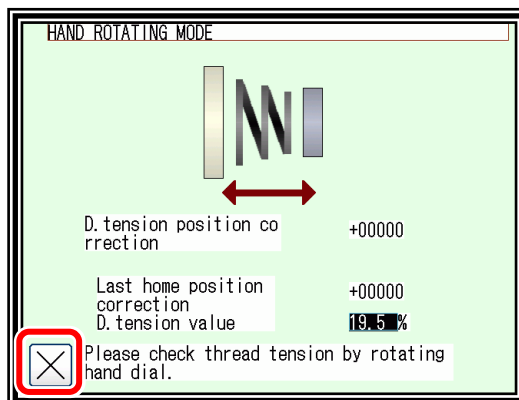 HAND ROTATING MODE
D.tension position co
rrection
+00000
Last home position
correction
+00000
D.tension value
19.5 %
Please check thread tension by rotating
hand dial.